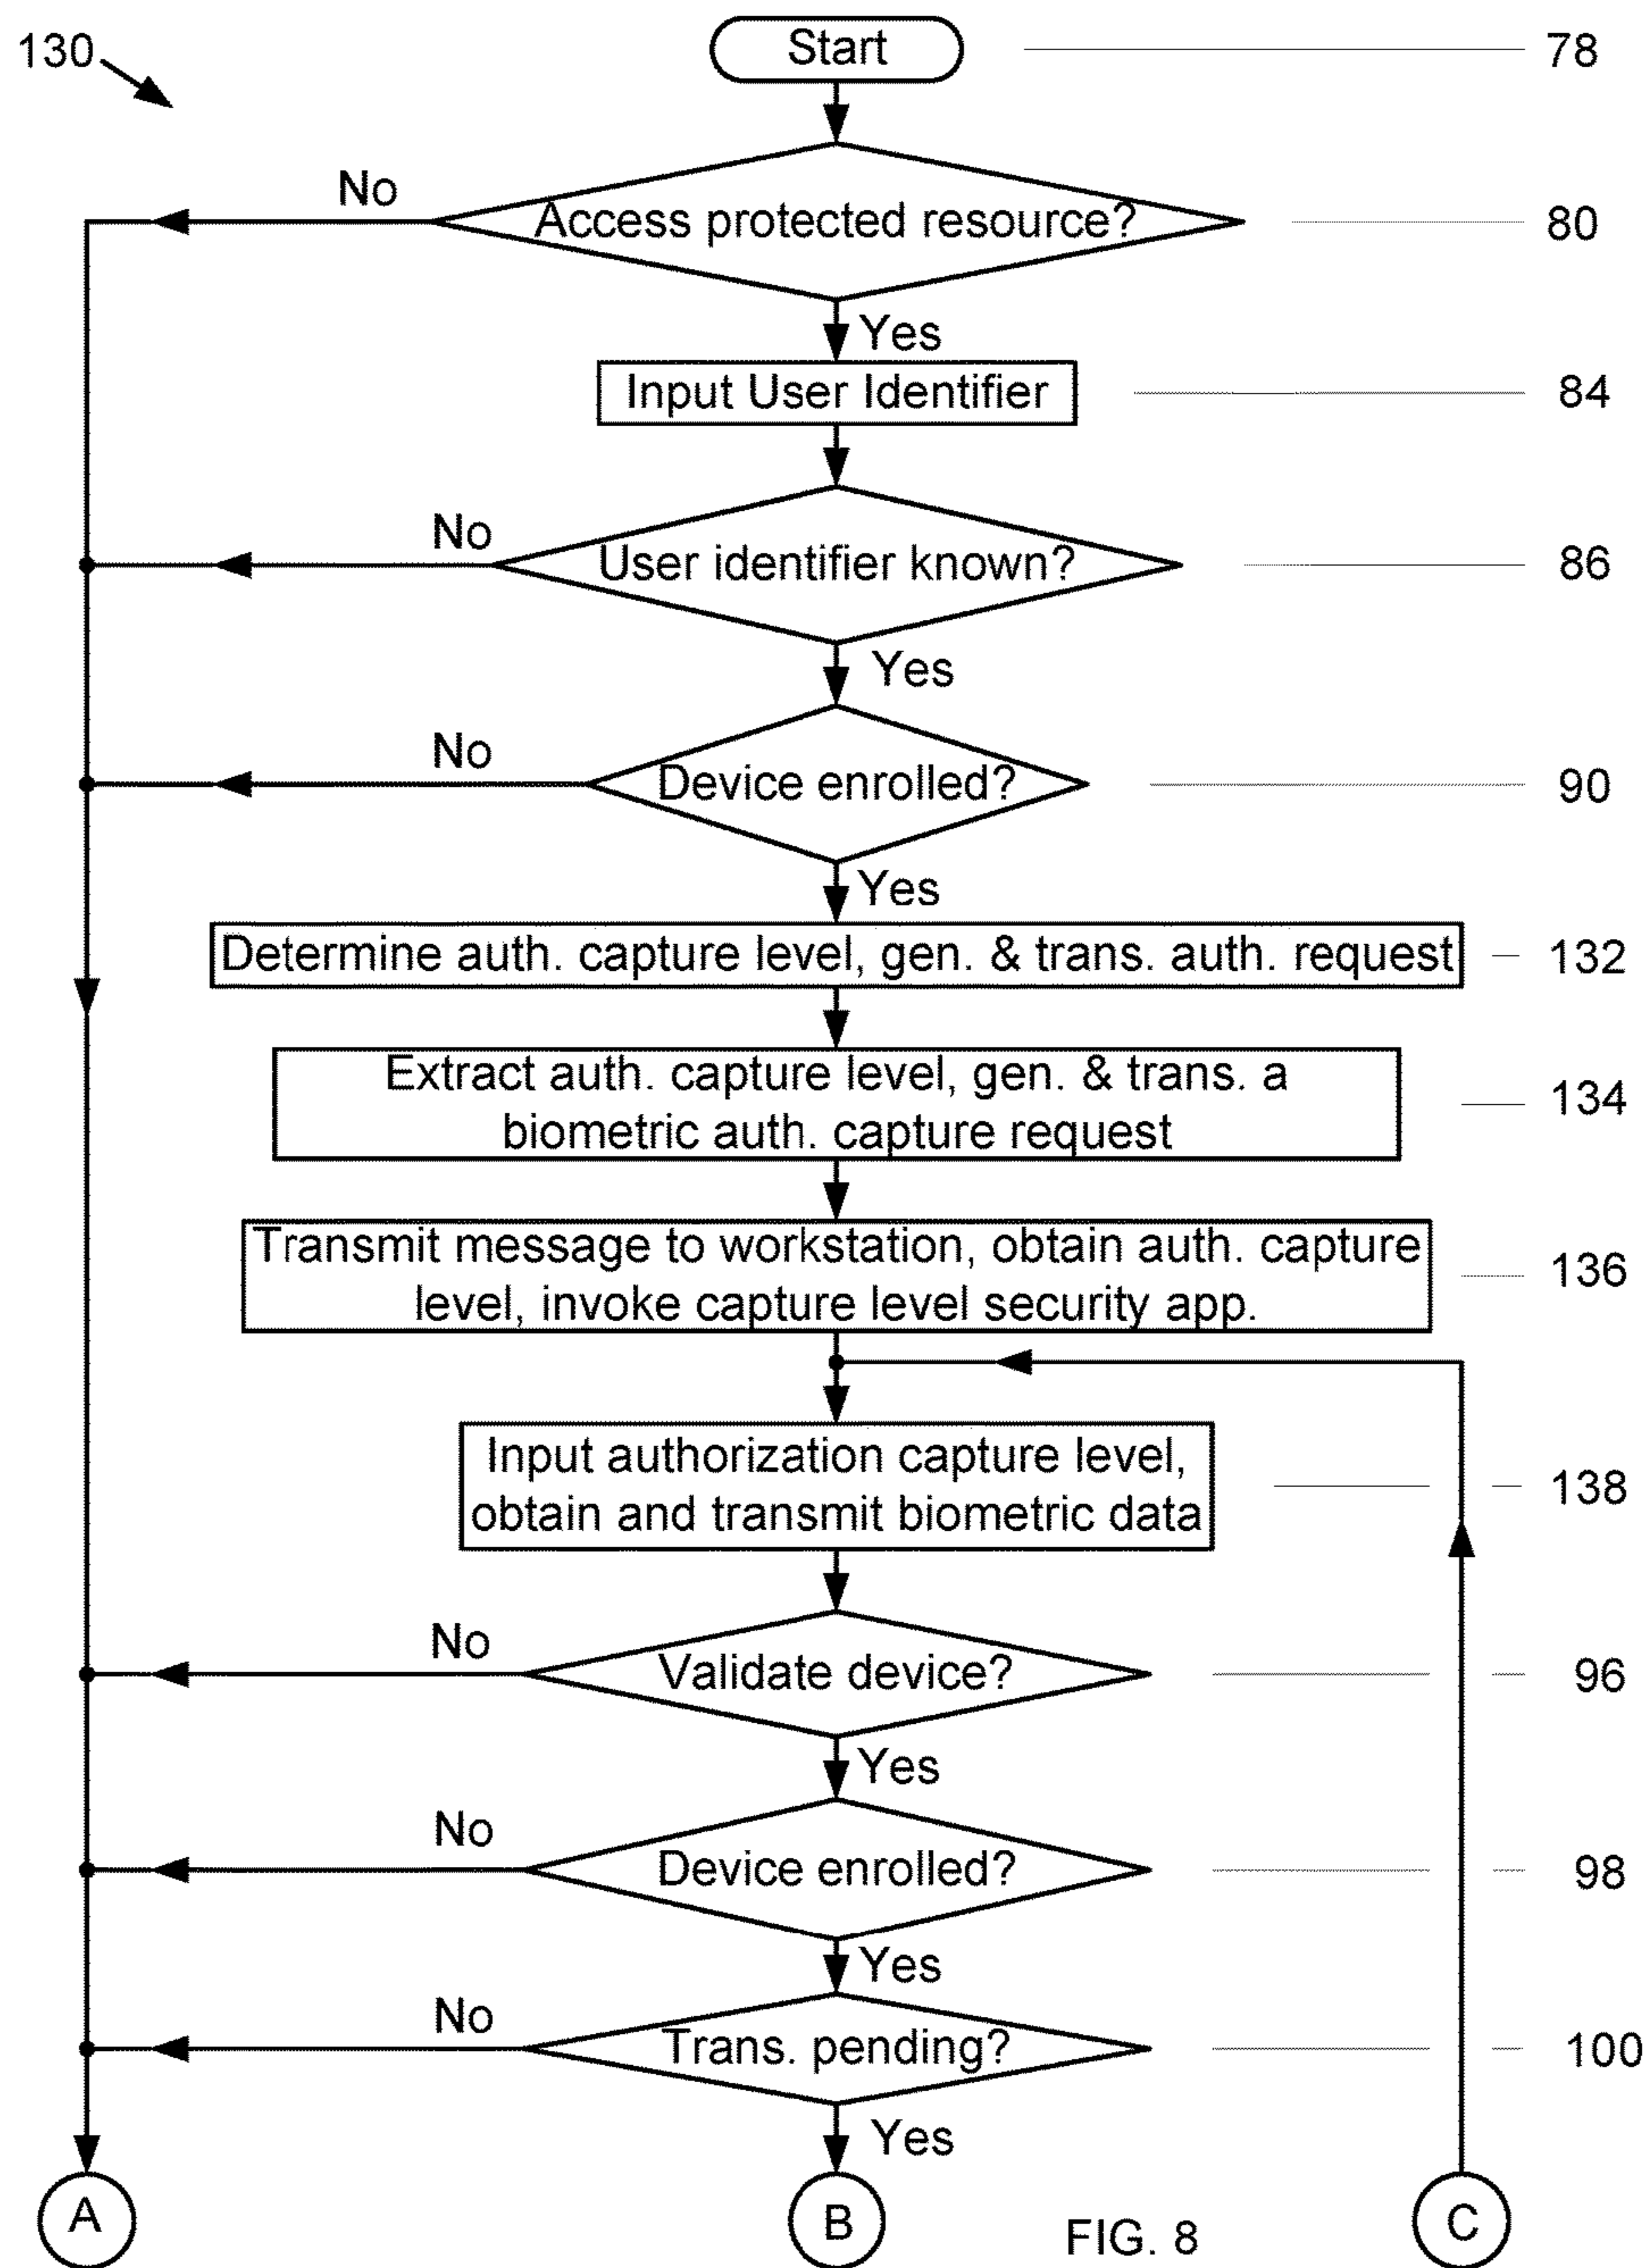 130
Start
78
No
Access protected resource?
80
Yes
Input User Identifier
84
No
User identifier known?
86
Yes
No
Device enrolled?
90
Yes
Determine auth. capture level, gen. & trans. auth. request
132
Extract auth. capture level, gen. & trans. a
biometric auth. capture request
134
Transmit message to workstation, obtain auth. capture
level, invoke capture level security app.
136
Input authorization capture level,
obtain and transmit biometric data
138
No
Validate device?
96
Yes
No
Device enrolled?
98
Yes
No
Trans. pending?
100
Yes
A
B
FIG. 8
C